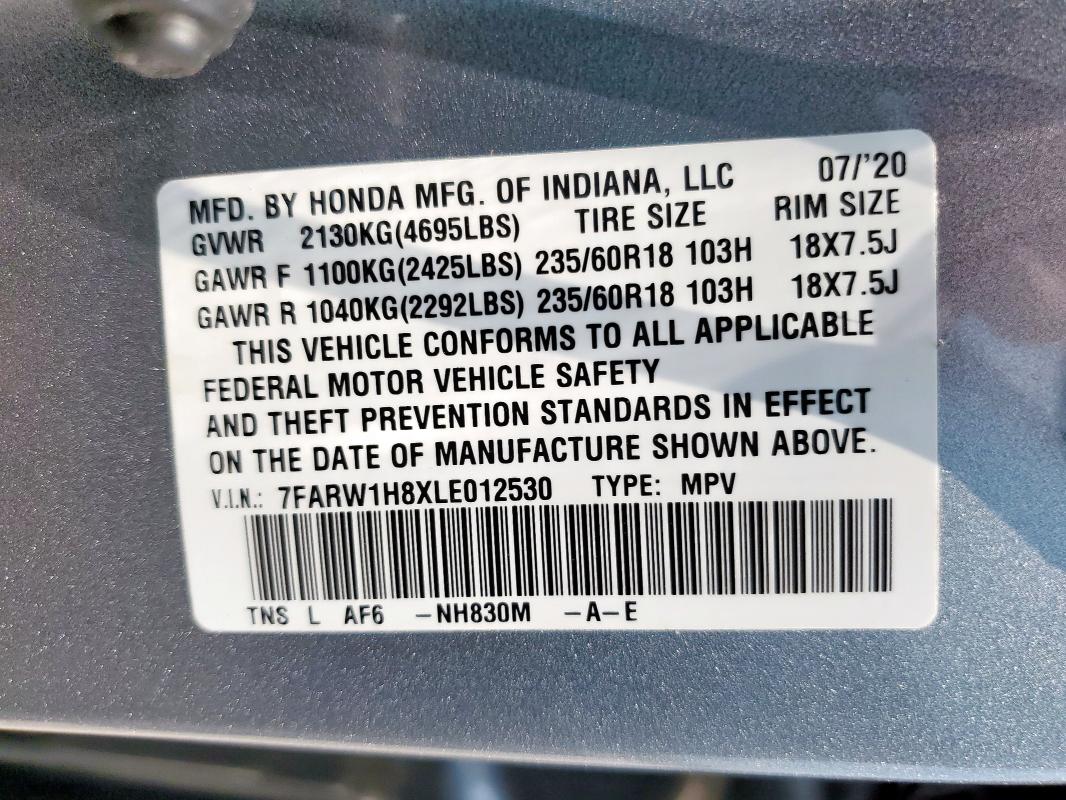 MFD. BY HONDA MFG. OF INDIANA, LLC 07/'20
GVWR 2130KG(4695LBS) TIRE SIZE RIM SIZE
GAWR F 1100KG(2425LBS) 235/60R18 103H 18X7.5J
GAWR R 1040KG(2292LBS) 235/60R18 103H 18X7.5J
THIS VEHICLE CONFORMS TO ALL APPLICABLE
FEDERAL MOTOR VEHICLE SAFETY
AND THEFT PREVENTION STANDARDS IN EFFECT
ON THE DATE OF MANUFACTURE SHOWN ABOVE.
V.I.N.: 7FARW1H8XLE012530 TYPE: MPV
TNS L AF6 -NH830M -A-E